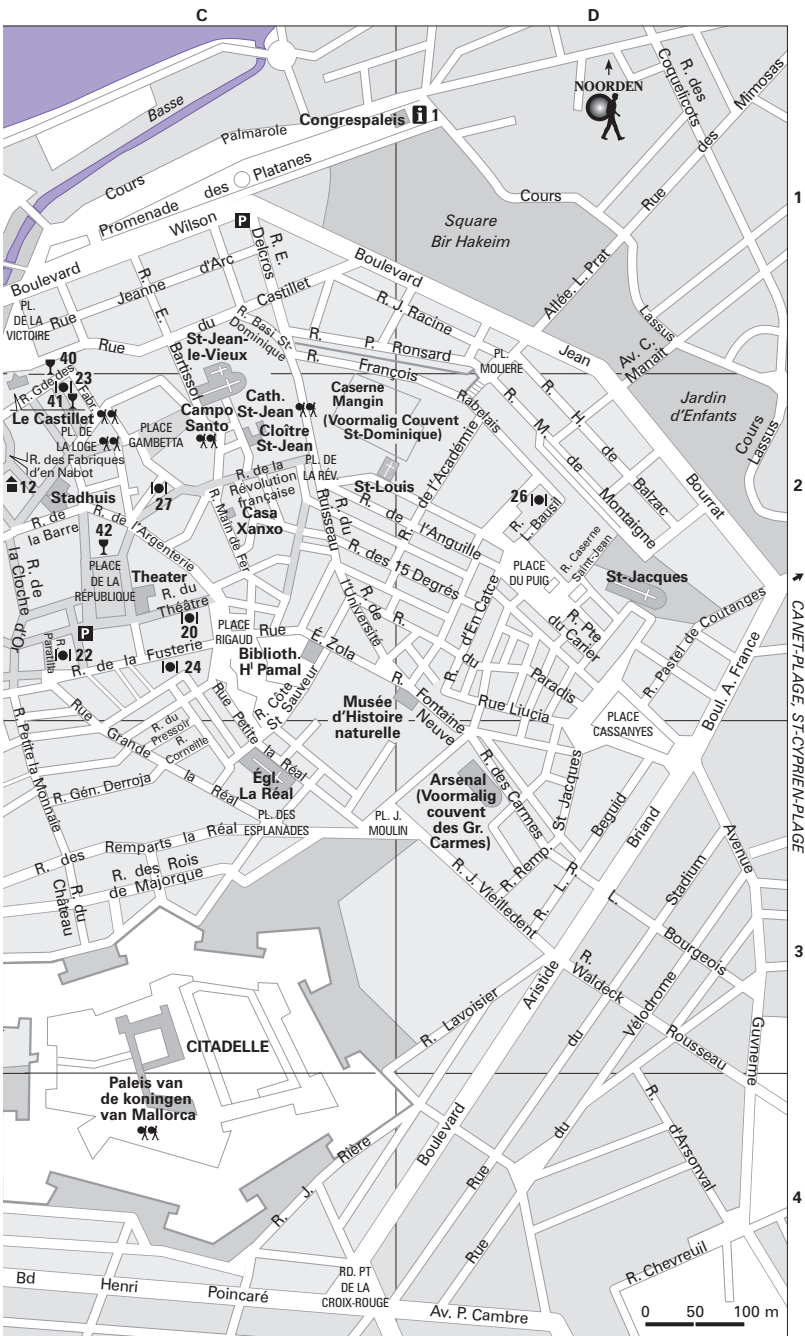 C
D
NOORDEN
R. des
Coquelicots
Mimosas
des
Rue
Basse
Congrespaleis
i 1
Palmarole
Cours
Platanes
des
Promenade
Cours
1
Square
Bir Hakeim
Wilson
P
Boulevard
R. E.
Delcros
Boulevard
Allée. L. Prat
Lassus
d'Arc
Jeanne
Rue
R. E.
Bartissol
PL.
DE LA
VICTOIRE
Castillet
du
Rue
R. J. Racine
R. Basi. St-
Dominique
R. P. Ronsard
R. François
Rabelais
PL.
MOLIERE
Jean
Av. C.
Manait
Bourrat
St-Jean-
le-Vieux
40
23
R. Gde des
Fabr.
41
Le Castillet
PL. DE
LA LOGE
R. des Fabriques
d'en Nabot
12
PLACE
GAMBETTA
Campo
Santo
Cath.
St-Jean
Cloître
St-Jean
Caserne
Mangin
(Voormalig Couvent
St-Dominique)
R. H. de
Balzac
R. M. de
Montaigne
Jardin
d'Enfants
Cours
Lassus
2
Stadhuis
27
R. de la
Révolution
française
PL. DE
LA RÉV.
St-Louis
R. de l'Académie
26
R.
L. Bausil
R. de
la Barre
R. de l'Argenterie
R. Main de Fer
Casa
Xanxo
R. du
Ruisseau
R. de l'Anguille
R. des 15 Degrés
PLACE
DU PUIG
R. Caserne
Saint-Jean
St-Jacques
42
PLACE
DE LA
RÉPUBLIQUE
R. de
la Cloche d'Or
Theater
R. du
Théâtre
20
R. de
l'Université
R. d'En Catce
R. Pte
du Carier
R. Pastel de Coutanges
CANET-PLAGE, ST-CYPRIEN-PLAGE
P
R.
Paratilla
22
R. de la Fusterie
24
PLACE
RIGAUD
Rue É. Zola
Biblioth.
Hl Pamal
R. du
Paradis
Boul. A. France
Rue Petite la Réal
R. Côte
St. Sauveur
Musée
d'Histoire
naturelle
R. Fontaine
Neuve
Rue Liucia
PLACE
CASSANYES
R. Petite la Monnaie
Rue
Grande
la
Réal
R. du
Pressoir
R.
Corneille
R. Gén. Derroja
Égl.
La Réal
PL. DES
ESPLANADES
PL. J.
MOULIN
Arsenal
(Voormalig
couvent
des Gr.
Carmes)
R. des Carmes
St Jacques
R. L. Beguid
Briand
Avenue
R. des Remparts la Réal
R. des Rois
de Majorque
R. du
Château
R. Remp.
R. J. Vieilledent
R. L. Bourgeois
Stadium
3
Aristide
R.
Waldeck
Rousseau
du
Vélodrome
Guvneme
R. Lavoisier
CITADELLE
Paleis van
de koningen
van Mallorca
Boulevard
Rue
du
Rue
R.
d'Arsonval
4
R. J. Rière
R. Chevreuil
RD. PT
DE LA
CROIX-ROUGE
Bd Henri Poincaré
Av. P. Cambre
0 50 100 m